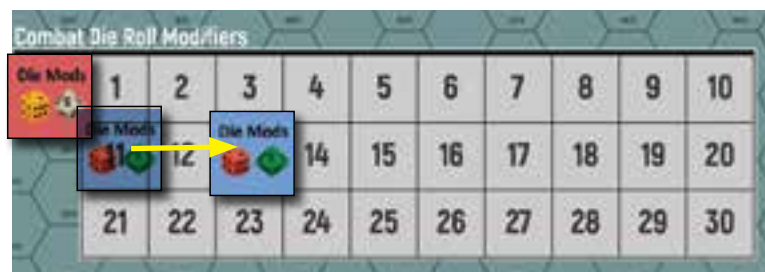 Combat Die Roll Modifiers
Die Mods
1 2 3 4 5 6 7 8 9 10
Die Mods Die Mods
11 12 14 15 16 17 18 19 20
21 22 23 24 25 26 27 28 29 30